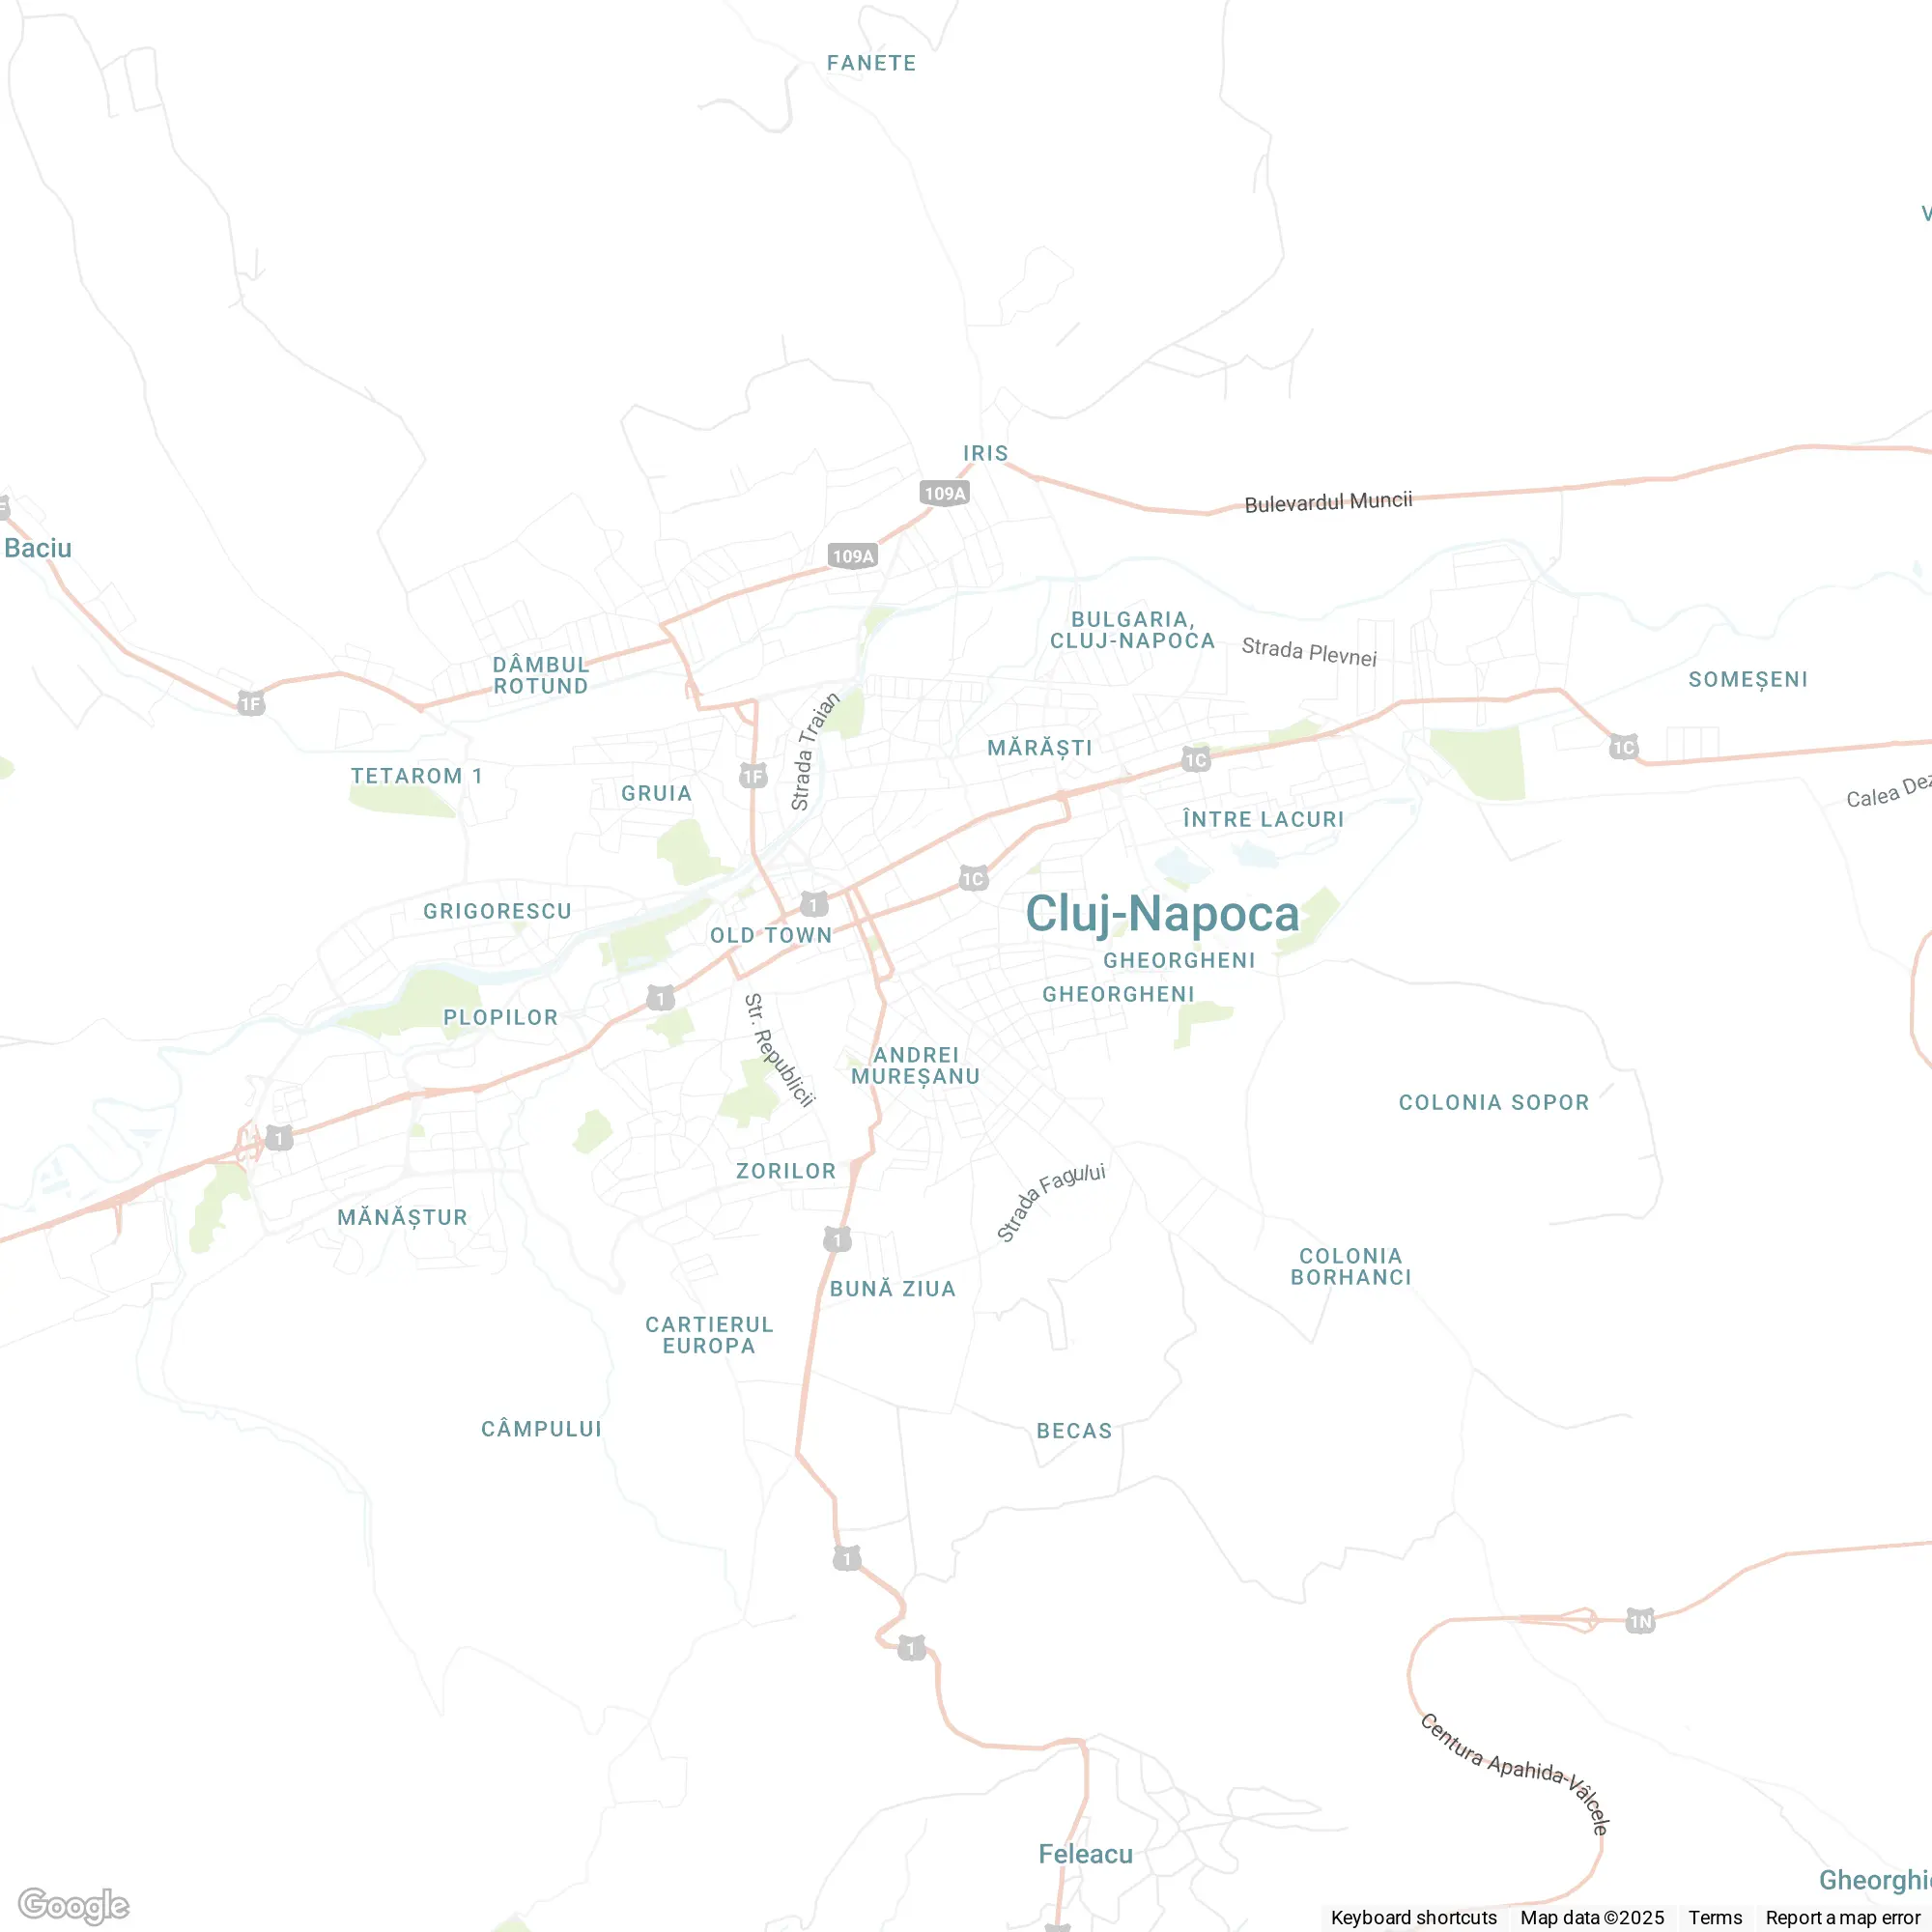 FANETE
IRIS
109A
Bulevardul Muncii
Baciu
109A
BULGARIA,
CLUJ-NAPOCA
Strada Plevnei
DÂMBUL
ROTUND
SOMEȘENI
1F
Strada Traian
MĂRĂȘTI
1C
1C
TETAROM 1
1F
GRUIA
Calea Dez
ÎNTRE LACURI
1C
1
GRIGORESCU
Cluj-Napoca
OLD TOWN
GHEORGHENI
GHEORGHENI
1
PLOPILOR
Str. Republicii
ANDREI
MUREȘANU
COLONIA SOPOR
1
ZORILOR
Strada Fagului
MĂNĂȘTUR
1
COLONIA
BORHANCI
BUNĂ ZIUA
CARTIERUL
EUROPA
CÂMPULUI
BECAS
1
1N
1
Centura Apahida-Vâlcele
Feleacu
Gheorghi
Google
Keyboard shortcuts
Map data ©2025
Terms
Report a map error